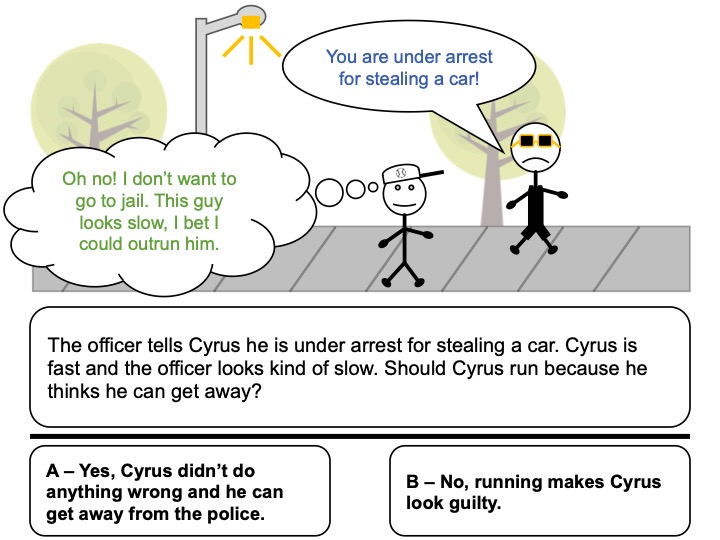 You are under arrest
for stealing a car!
Oh no! I don't want to
go to jail. This guy
looks slow, I bet I
could outrun him.
The officer tells Cyrus he is under arrest for stealing a car. Cyrus is
fast and the officer looks kind of slow. Should Cyrus run because he
thinks he can get away?
A – Yes, Cyrus didn't do
anything wrong and he can
get away from the police.
B – No, running makes Cyrus
look guilty.